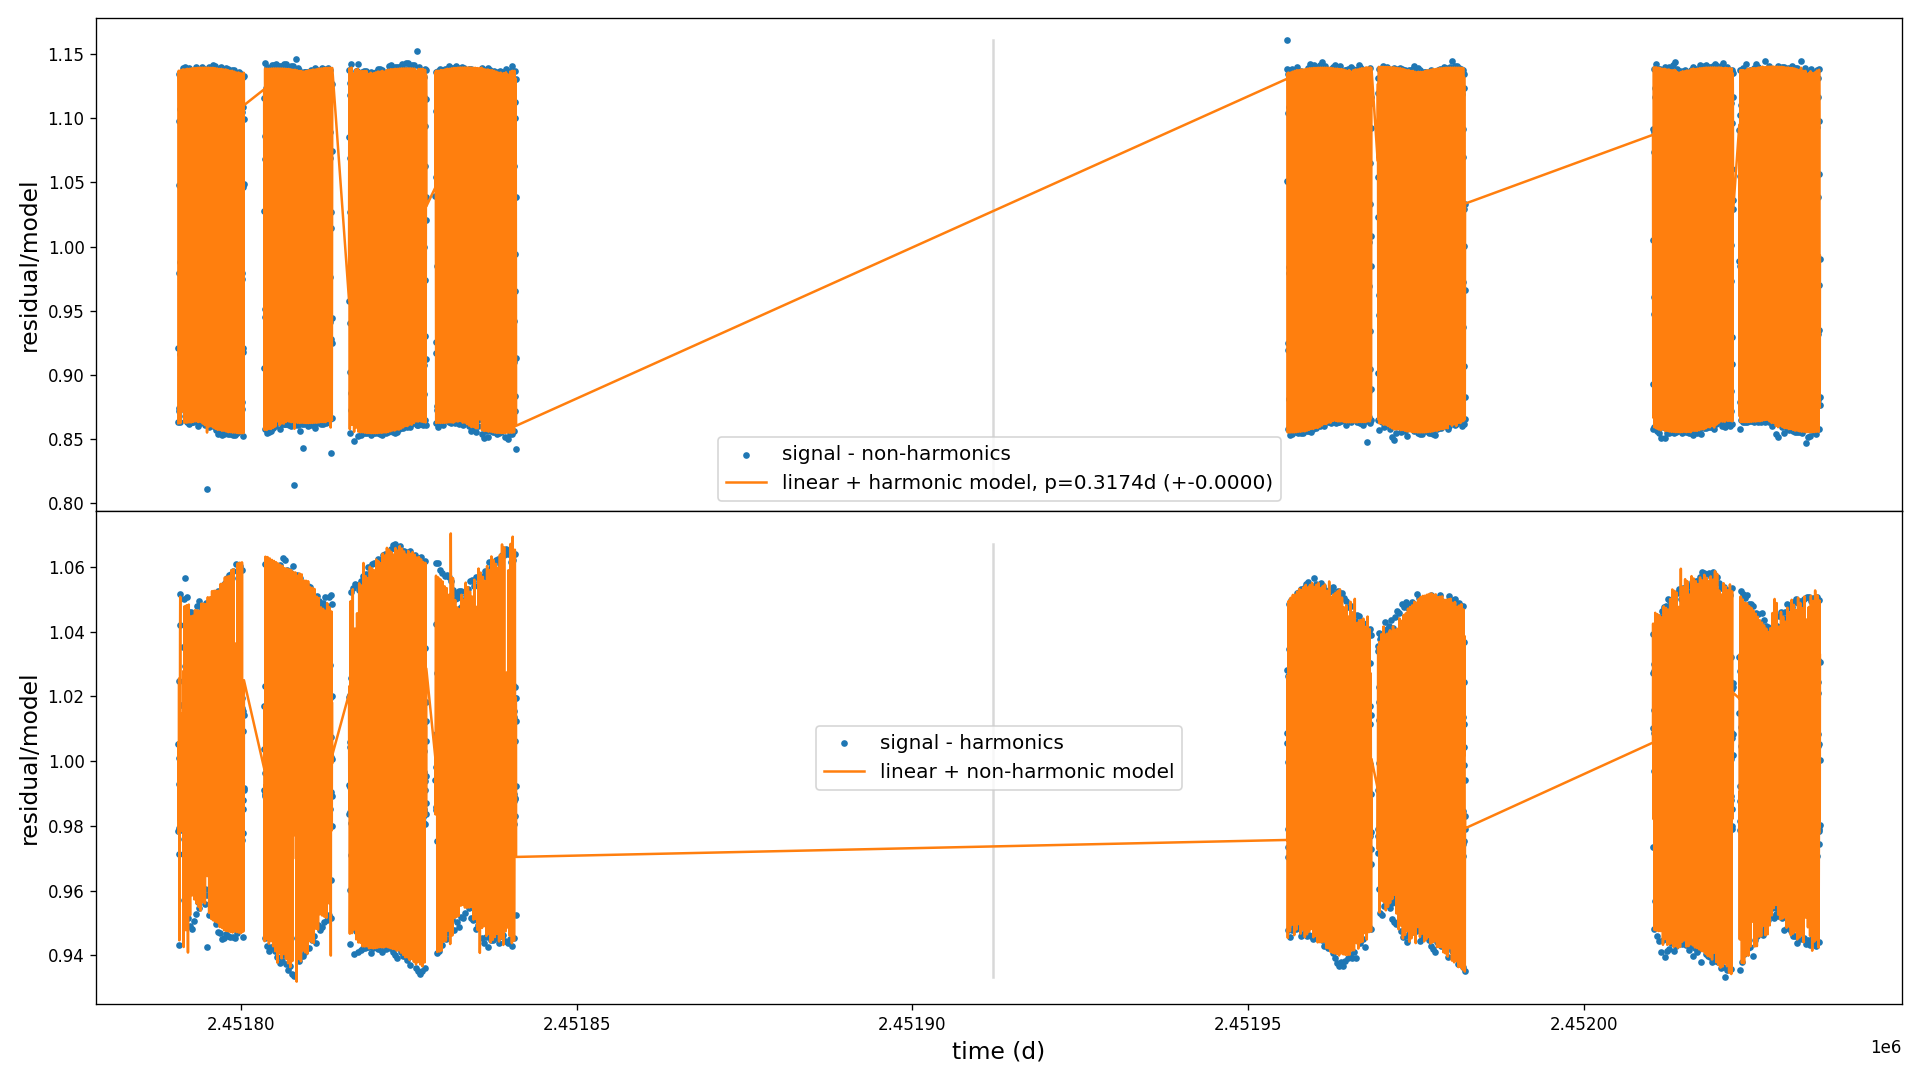 1.15
1.10
1.05
1.00
0.95
0.90
0.85
0.80
residual/model
signal - non-harmonics
linear + harmonic model, p=0.3174d (+-0.0000)
1.06
1.04
1.02
1.00
0.98
0.96
0.94
residual/model
signal - harmonics
linear + non-harmonic model
2.45180 2.45185 2.45190 2.45195 2.45200
time (d)
1e6